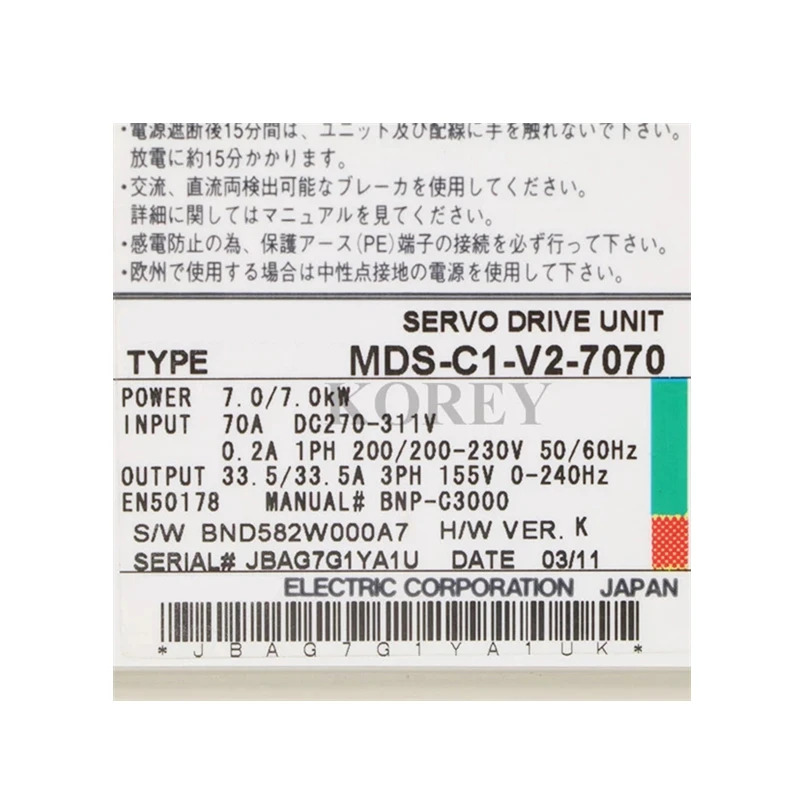 ・電源遮断後15分間は、ユニット及び配線に手を触れないで下さい。
放電に約15分かかります。
・交流、直流両検出可能なブレーカを使用してください。
詳細に関してはマニュアルを見てください。
・感電防止の為、保護アース(PE)端子の接続を必ず行って下さい。
・欧州で使用する場合は中性点接地の電源を使用して下さい。
SERVO DRIVE UNIT
TYPE MDS-C1-V2-7070
POWER 7.0/7.0kW
KOREY
INPUT 70A DC270-311V
0.2A 1PH 200/200-230V 50/60Hz
OUTPUT 33.5/33.5A 3PH 155V 0-240Hz
EN50178 MANUAL# BNP-C3000
S/W BND582W000A7 H/W VER. K
SERIAL# JBAG7G1YA1U DATE 03/11
ELECTRIC CORPORATION JAPAN
*JBAG7G1YA1UK*